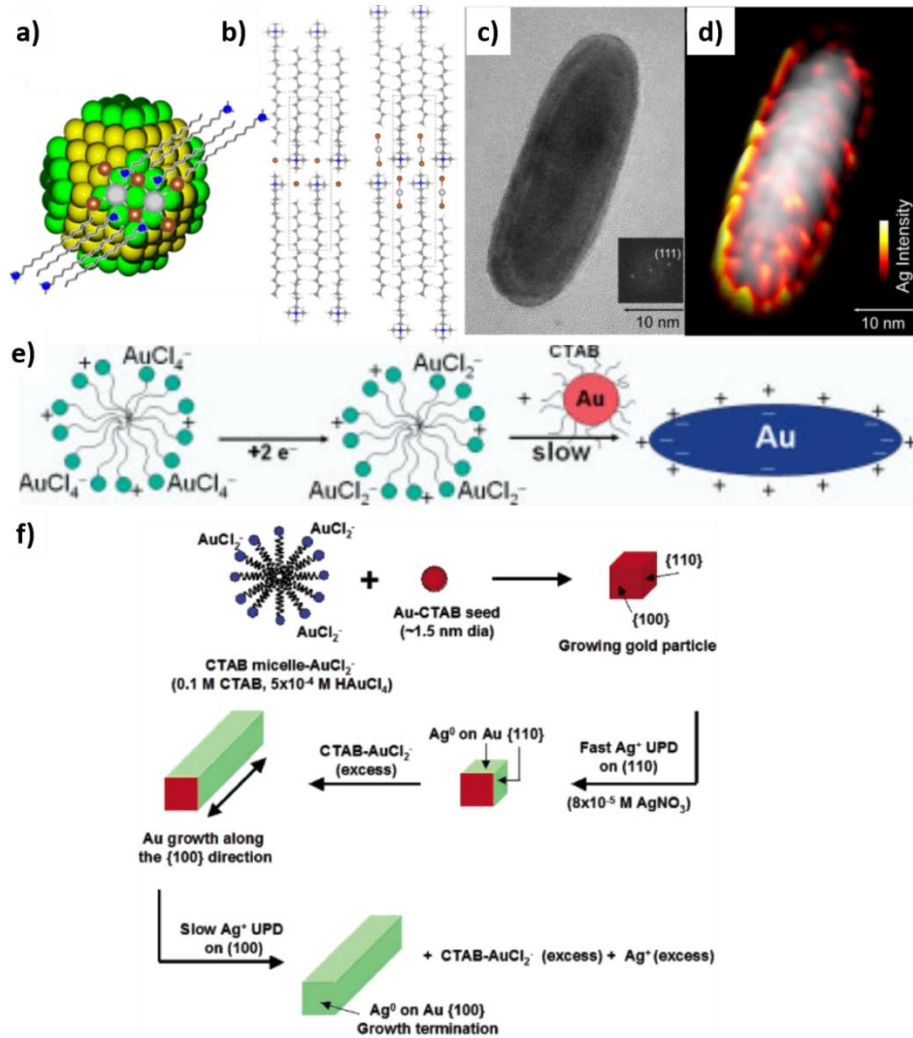 a)
b)
c)
d)
(111)
10 nm
Ag Intensity
10 nm
e)
AuCl₄⁻
+
+
+
AuCl₄⁻
AuCl₄⁻
+2 e⁻
AuCl₂⁻
+
+
+
AuCl₂⁻
AuCl₂⁻
+
CTAB
Au
slow
Au
f)
AuCl₂⁻
AuCl₂⁻
AuCl₂⁻
CTAB micelle-AuCl₂⁻
(0.1 M CTAB, 5x10⁻⁴ M HAuCl₄)
+
Au-CTAB seed
(~1.5 nm dia)
{110}
{100}
Growing gold particle
Fast Ag⁺ UPD
on (110)
(8x10⁻⁵ M AgNO₃)
Ag⁰ on Au {110}
CTAB-AuCl₂⁻
(excess)
Au growth along
the {100} direction
Slow Ag⁺ UPD
on (100)
+ CTAB-AuCl₂⁻ (excess) + Ag⁺(excess)
Ag⁰ on Au {100}
Growth termination